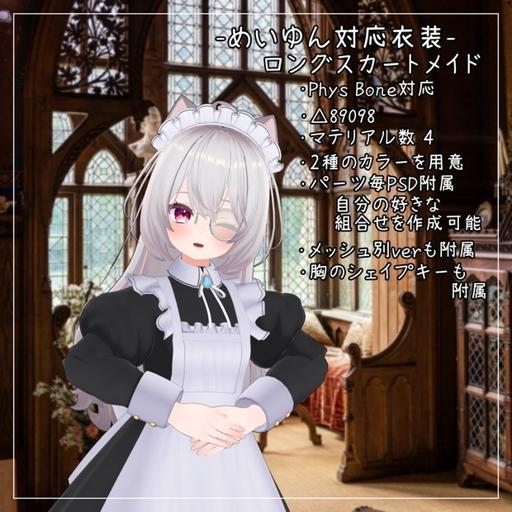 -めいゆん対応衣装-
ロングスカートメイド
・Phys Bone対応
・△89098
・マテリアル数 4
・2種のカラーを用意
・パーツ毎PSD附属
自分の好きな
組合せを作成可能
・メッシュ別verも附属
・胸のシェイプキーも
附属